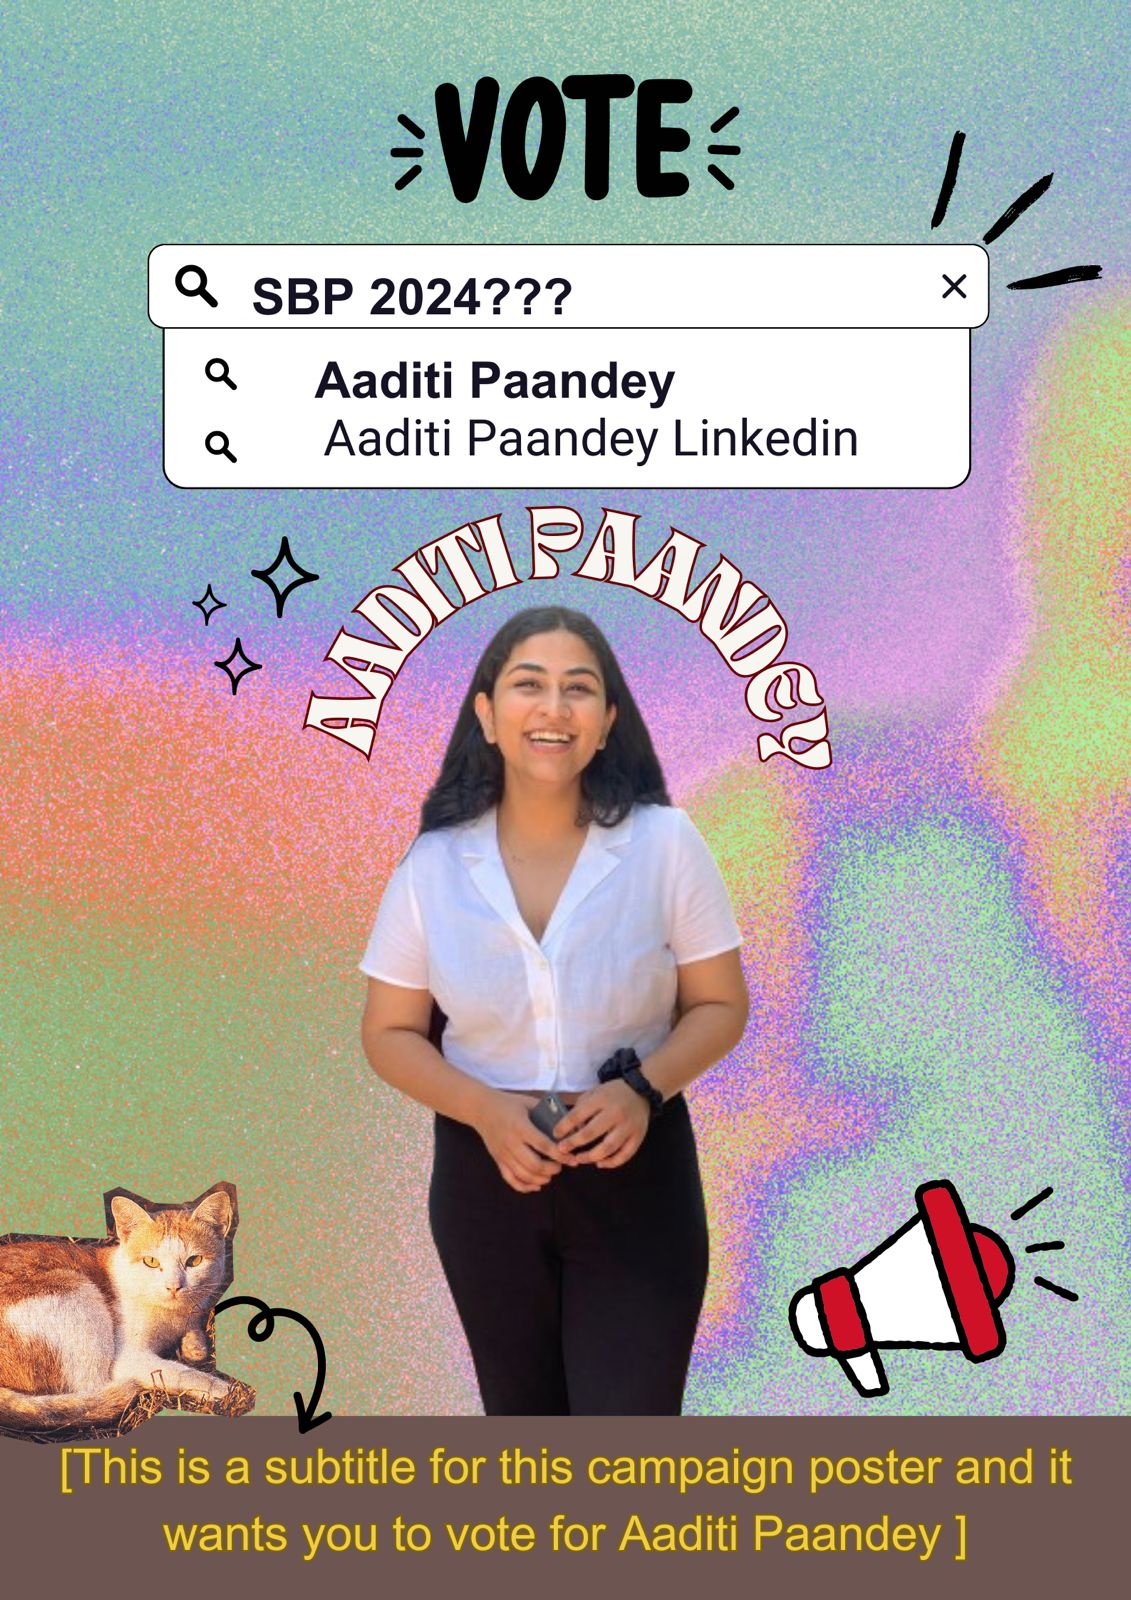 VOTE
SBP 2024???
Aaditi Paandey
Aaditi Paandey Linkedin
AADITI PAANDEY
[This is a subtitle for this campaign poster and it
wants you to vote for Aaditi Paandey ]